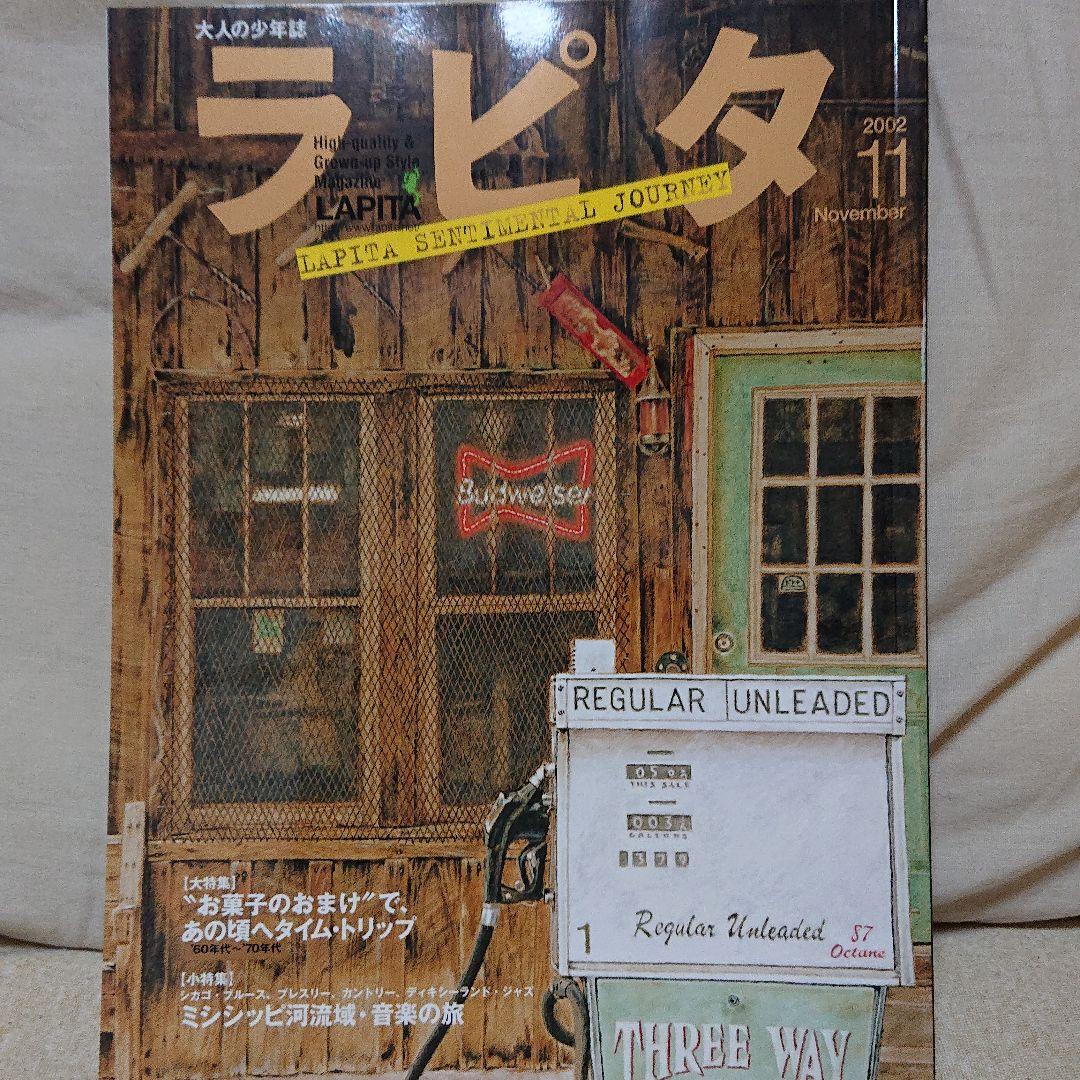 大人の少年誌
ラピタ
High-quality &
Grown-up Style
Magazine
LAPITA
2002
11
November
LAPITA SENTIMENTAL JOURNEY
Budweiser
REGULAR UNLEADED
THIS SALE
GALLONS
1
Regular Unleaded
87
Octane
THREE WAY
【大特集】
“お菓子のおまけ”で、
あの頃へタイム・トリップ
'60年代〜'70年代
【小特集】
シカゴ・ブルース、プレスリー、カントリー、ディキシーランド・ジャズ
ミシシッピ河流域・音楽の旅